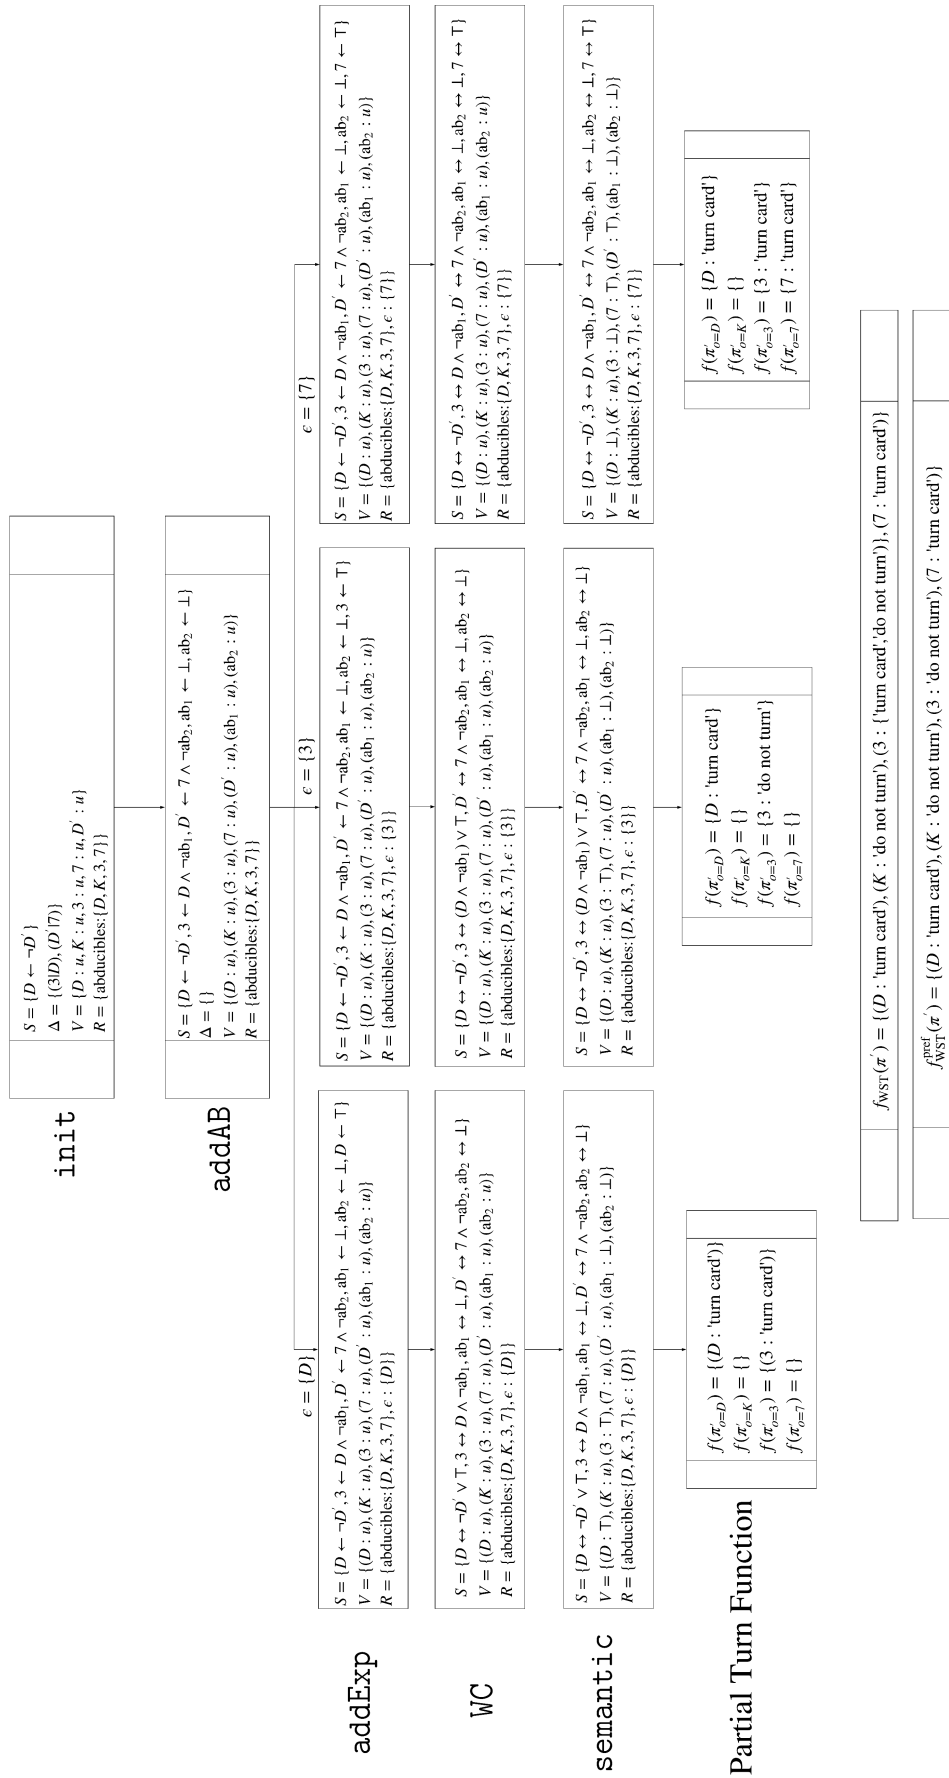 init
S = {D ← ¬D′}
Δ = {(3|D), (D′|7)}
V = {D : u, K : u, 3 : u, 7 : u, D′ : u}
R = {abducibles:{D, K, 3, 7}}
addAB
S = {D ← ¬D′, 3 ← D ∧ ¬ab₁, D′ ← 7 ∧ ¬ab₂, ab₁ ← ⊥, ab₂ ← ⊥}
Δ = {}
V = {(D : u), (K : u), (3 : u), (7 : u), (D′ : u), (ab₁ : u), (ab₂ : u)}
R = {abducibles:{D, K, 3, 7}}
ϵ = {D}
ϵ = {3}
ϵ = {7}
addExp
S = {D ← ¬D′, 3 ← D ∧ ¬ab₁, D′ ← 7 ∧ ¬ab₂, ab₁ ← ⊥, ab₂ ← ⊥, D ← ⊤}
V = {(D : u), (K : u), (3 : u), (7 : u), (D′ : u), (ab₁ : u), (ab₂ : u)}
R = {abducibles:{D, K, 3, 7}, ϵ : {D}}
S = {D ← ¬D′, 3 ← D ∧ ¬ab₁, D′ ← 7 ∧ ¬ab₂, ab₁ ← ⊥, ab₂ ← ⊥, 3 ← ⊤}
V = {(D : u), (K : u), (3 : u), (7 : u), (D′ : u), (ab₁ : u), (ab₂ : u)}
R = {abducibles:{D, K, 3, 7}, ϵ : {3}}
S = {D ← ¬D′, 3 ← D ∧ ¬ab₁, D′ ← 7 ∧ ¬ab₂, ab₁ ← ⊥, ab₂ ← ⊥, 7 ← ⊤}
V = {(D : u), (K : u), (3 : u), (7 : u), (D′ : u), (ab₁ : u), (ab₂ : u)}
R = {abducibles:{D, K, 3, 7}, ϵ : {7}}
WC
S = {D ↔ ¬D′ ∨ ⊤, 3 ↔ D ∧ ¬ab₁, ab₁ ↔ ⊥, D′ ↔ 7 ∧ ¬ab₂, ab₂ ↔ ⊥}
V = {(D : u), (K : u), (3 : u), (7 : u), (D′ : u), (ab₁ : u), (ab₂ : u)}
R = {abducibles:{D, K, 3, 7}, ϵ : {D}}
S = {D ↔ ¬D′, 3 ↔ (D ∧ ¬ab₁) ∨ ⊤, D′ ↔ 7 ∧ ¬ab₂, ab₁ ↔ ⊥, ab₂ ↔ ⊥}
V = {(D : u), (K : u), (3 : u), (7 : u), (D′ : u), (ab₁ : u), (ab₂ : u)}
R = {abducibles:{D, K, 3, 7}, ϵ : {3}}
S = {D ↔ ¬D′, 3 ↔ D ∧ ¬ab₁, D′ ↔ 7 ∧ ¬ab₂, ab₁ ↔ ⊥, ab₂ ↔ ⊥, 7 ↔ ⊤}
V = {(D : u), (K : u), (3 : u), (7 : u), (D′ : u), (ab₁ : u), (ab₂ : u)}
R = {abducibles:{D, K, 3, 7}, ϵ : {7}}
semantic
S = {D ↔ ¬D′ ∨ ⊤, 3 ↔ D ∧ ¬ab₁, ab₁ ↔ ⊥, D′ ↔ 7 ∧ ¬ab₂, ab₂ ↔ ⊥}
V = {(D : ⊤), (K : u), (3 : ⊤), (7 : u), (D′ : u), (ab₁ : ⊥), (ab₂ : ⊥)}
R = {abducibles:{D, K, 3, 7}, ϵ : {D}}
S = {D ↔ ¬D′, 3 ↔ (D ∧ ¬ab₁) ∨ ⊤, D′ ↔ 7 ∧ ¬ab₂, ab₁ ↔ ⊥, ab₂ ↔ ⊥}
V = {(D : u), (K : u), (3 : ⊤), (7 : u), (D′ : u), (ab₁ : ⊥), (ab₂ : ⊥)}
R = {abducibles:{D, K, 3, 7}, ϵ : {3}}
S = {D ↔ ¬D′, 3 ↔ D ∧ ¬ab₁, D′ ↔ 7 ∧ ¬ab₂, ab₁ ↔ ⊥, ab₂ ↔ ⊥, 7 ↔ ⊤}
V = {(D : ⊥), (K : u), (3 : ⊥), (7 : ⊤), (D′ : ⊤), (ab₁ : ⊥), (ab₂ : ⊥)}
R = {abducibles:{D, K, 3, 7}, ϵ : {7}}
Partial Turn Function
f(π′ₒ₌D) = {(D : 'turn card')}
f(π′ₒ₌K) = {}
f(π′ₒ₌₃) = {(3 : 'turn card')}
f(π′ₒ₌₇) = {}
f(π′ₒ₌D) = {D : 'turn card'}
f(π′ₒ₌K) = {}
f(π′ₒ₌₃) = {3 : 'do not turn'}
f(π′ₒ₌₇) = {}
f(π′ₒ₌D) = {D : 'turn card'}
f(π′ₒ₌K) = {}
f(π′ₒ₌₃) = {3 : 'turn card'}
f(π′ₒ₌₇) = {7 : 'turn card'}
f_WST(π′) = {(D : 'turn card'), (K : 'do not turn'), (3 : {'turn card','do not turn'}), (7 : 'turn card')}
f_WST^pref(π′) = {(D : 'turn card'), (K : 'do not turn'), (3 : 'do not turn'), (7 : 'turn card')}